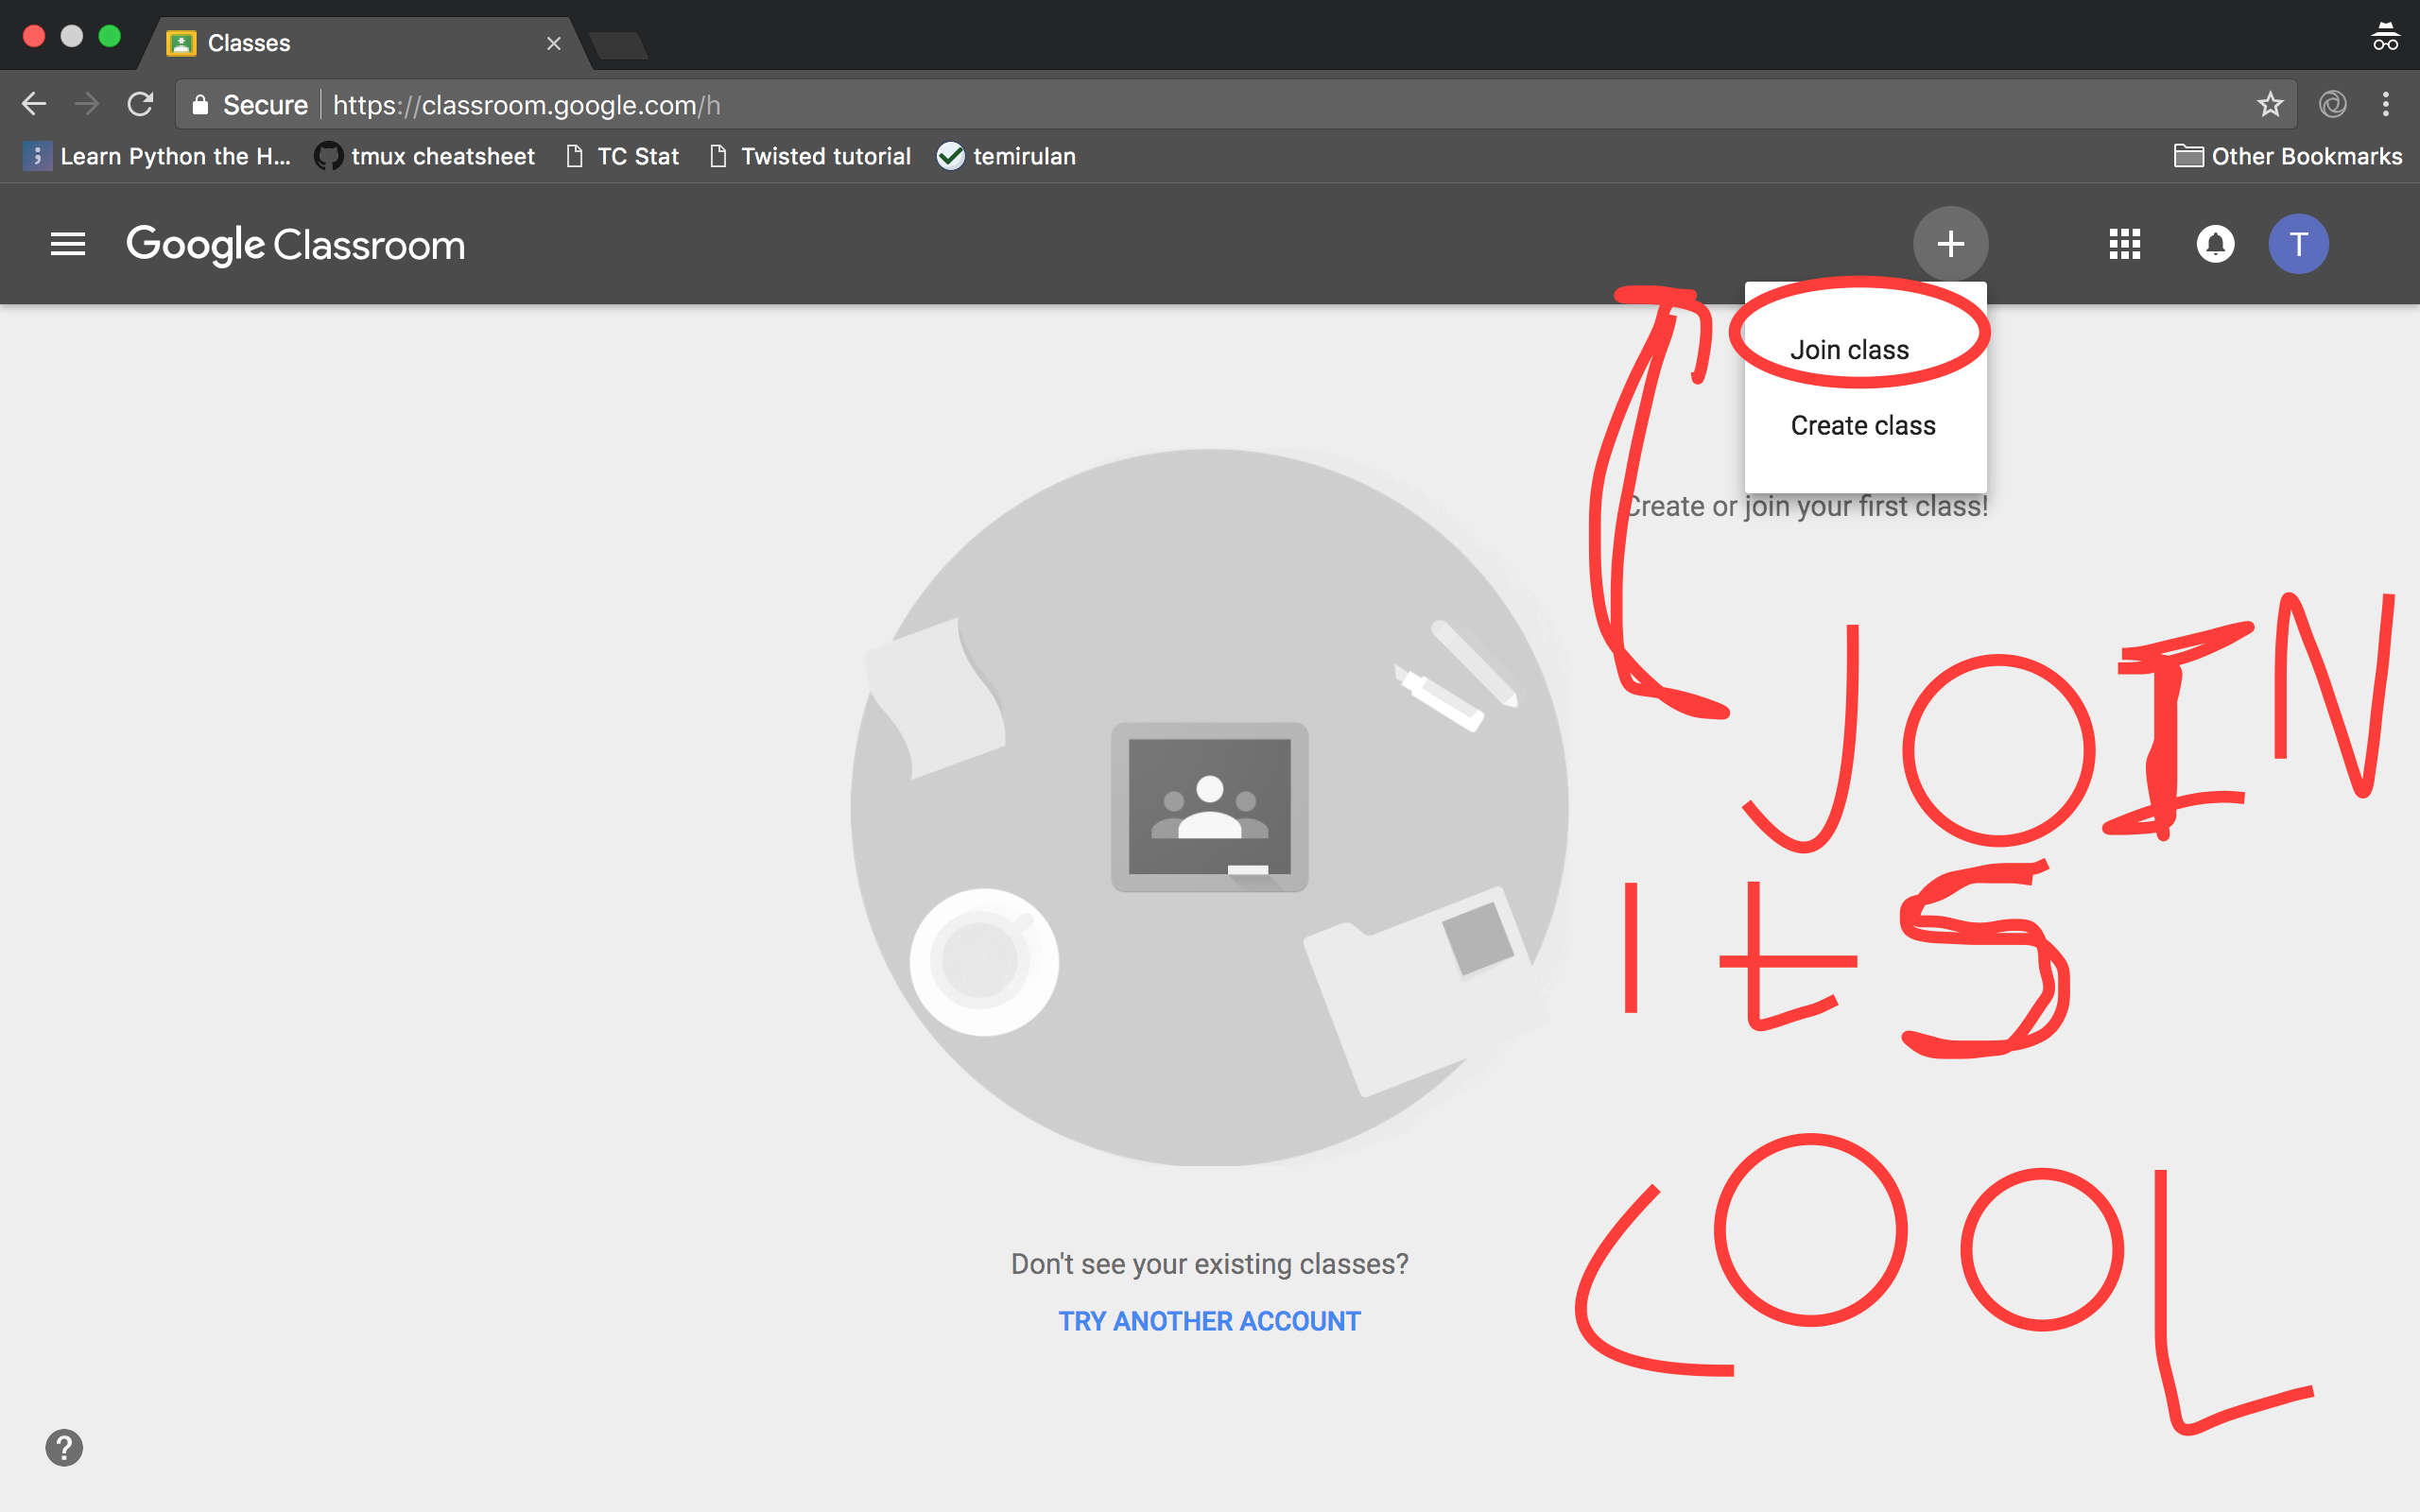 Classes
Secure https://classroom.google.com/h
Learn Python the H... tmux cheatsheet TC Stat Twisted tutorial temirulan Other Bookmarks
Google Classroom T
Join class
Create class
Create or join your first class!
JOIN
Its
COOL
Don't see your existing classes?
TRY ANOTHER ACCOUNT
?